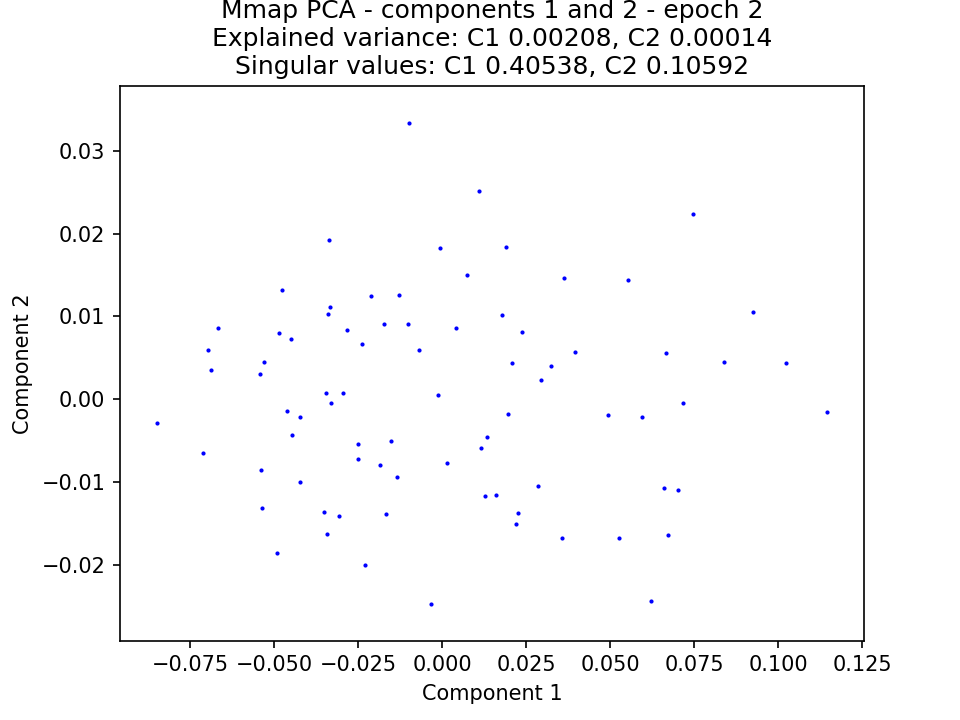 Mmap PCA - components 1 and 2 - epoch 2
Explained variance: C1 0.00208, C2 0.00014
Singular values: C1 0.40538, C2 0.10592
0.03
0.02
0.01
0.00
−0.01
−0.02
Component 2
−0.075 −0.050 −0.025 0.000 0.025 0.050 0.075 0.100 0.125
Component 1